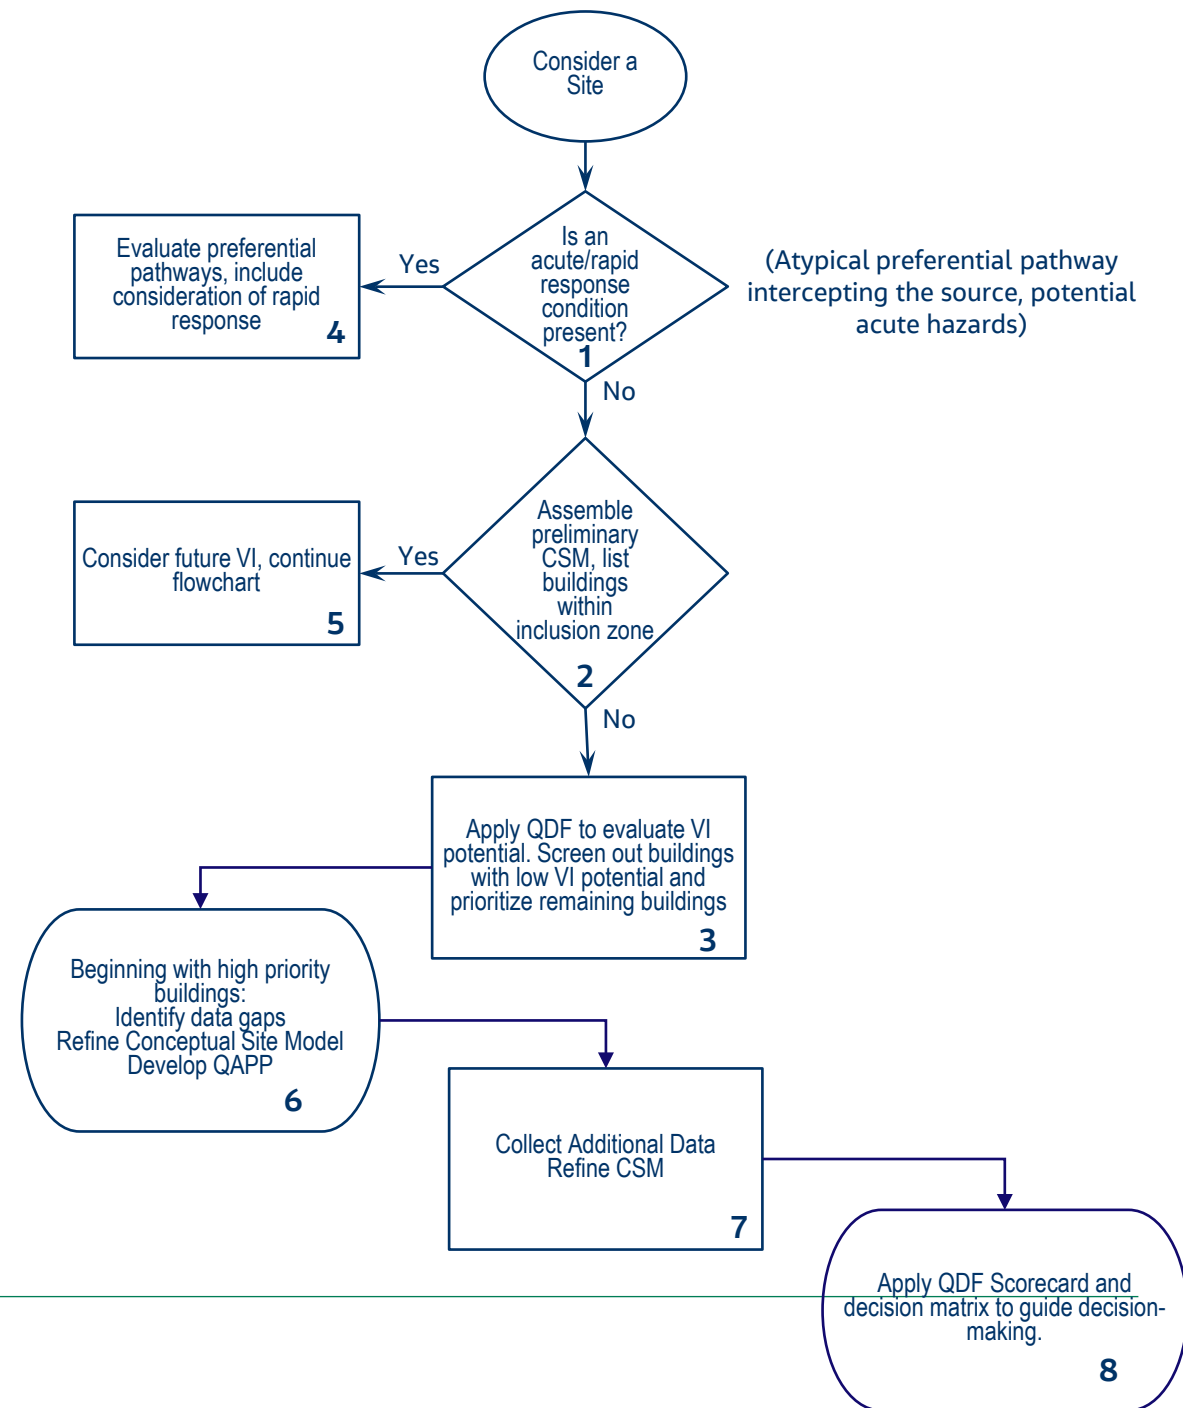 Consider a
Site
Is an
acute/rapid
response
condition
present?
1
(Atypical preferential pathway
intercepting the source, potential
acute hazards)
Yes
Evaluate preferential
pathways, include
consideration of rapid
response
4
No
Assemble
preliminary
CSM, list
buildings
within
inclusion zone
2
Yes
Consider future VI, continue
flowchart
5
No
Apply QDF to evaluate VI
potential. Screen out buildings
with low VI potential and
prioritize remaining buildings
3
Beginning with high priority
buildings:
Identify data gaps
Refine Conceptual Site Model
Develop QAPP
6
Collect Additional Data
Refine CSM
7
Apply QDF Scorecard and
decision matrix to guide decision-
making.
8